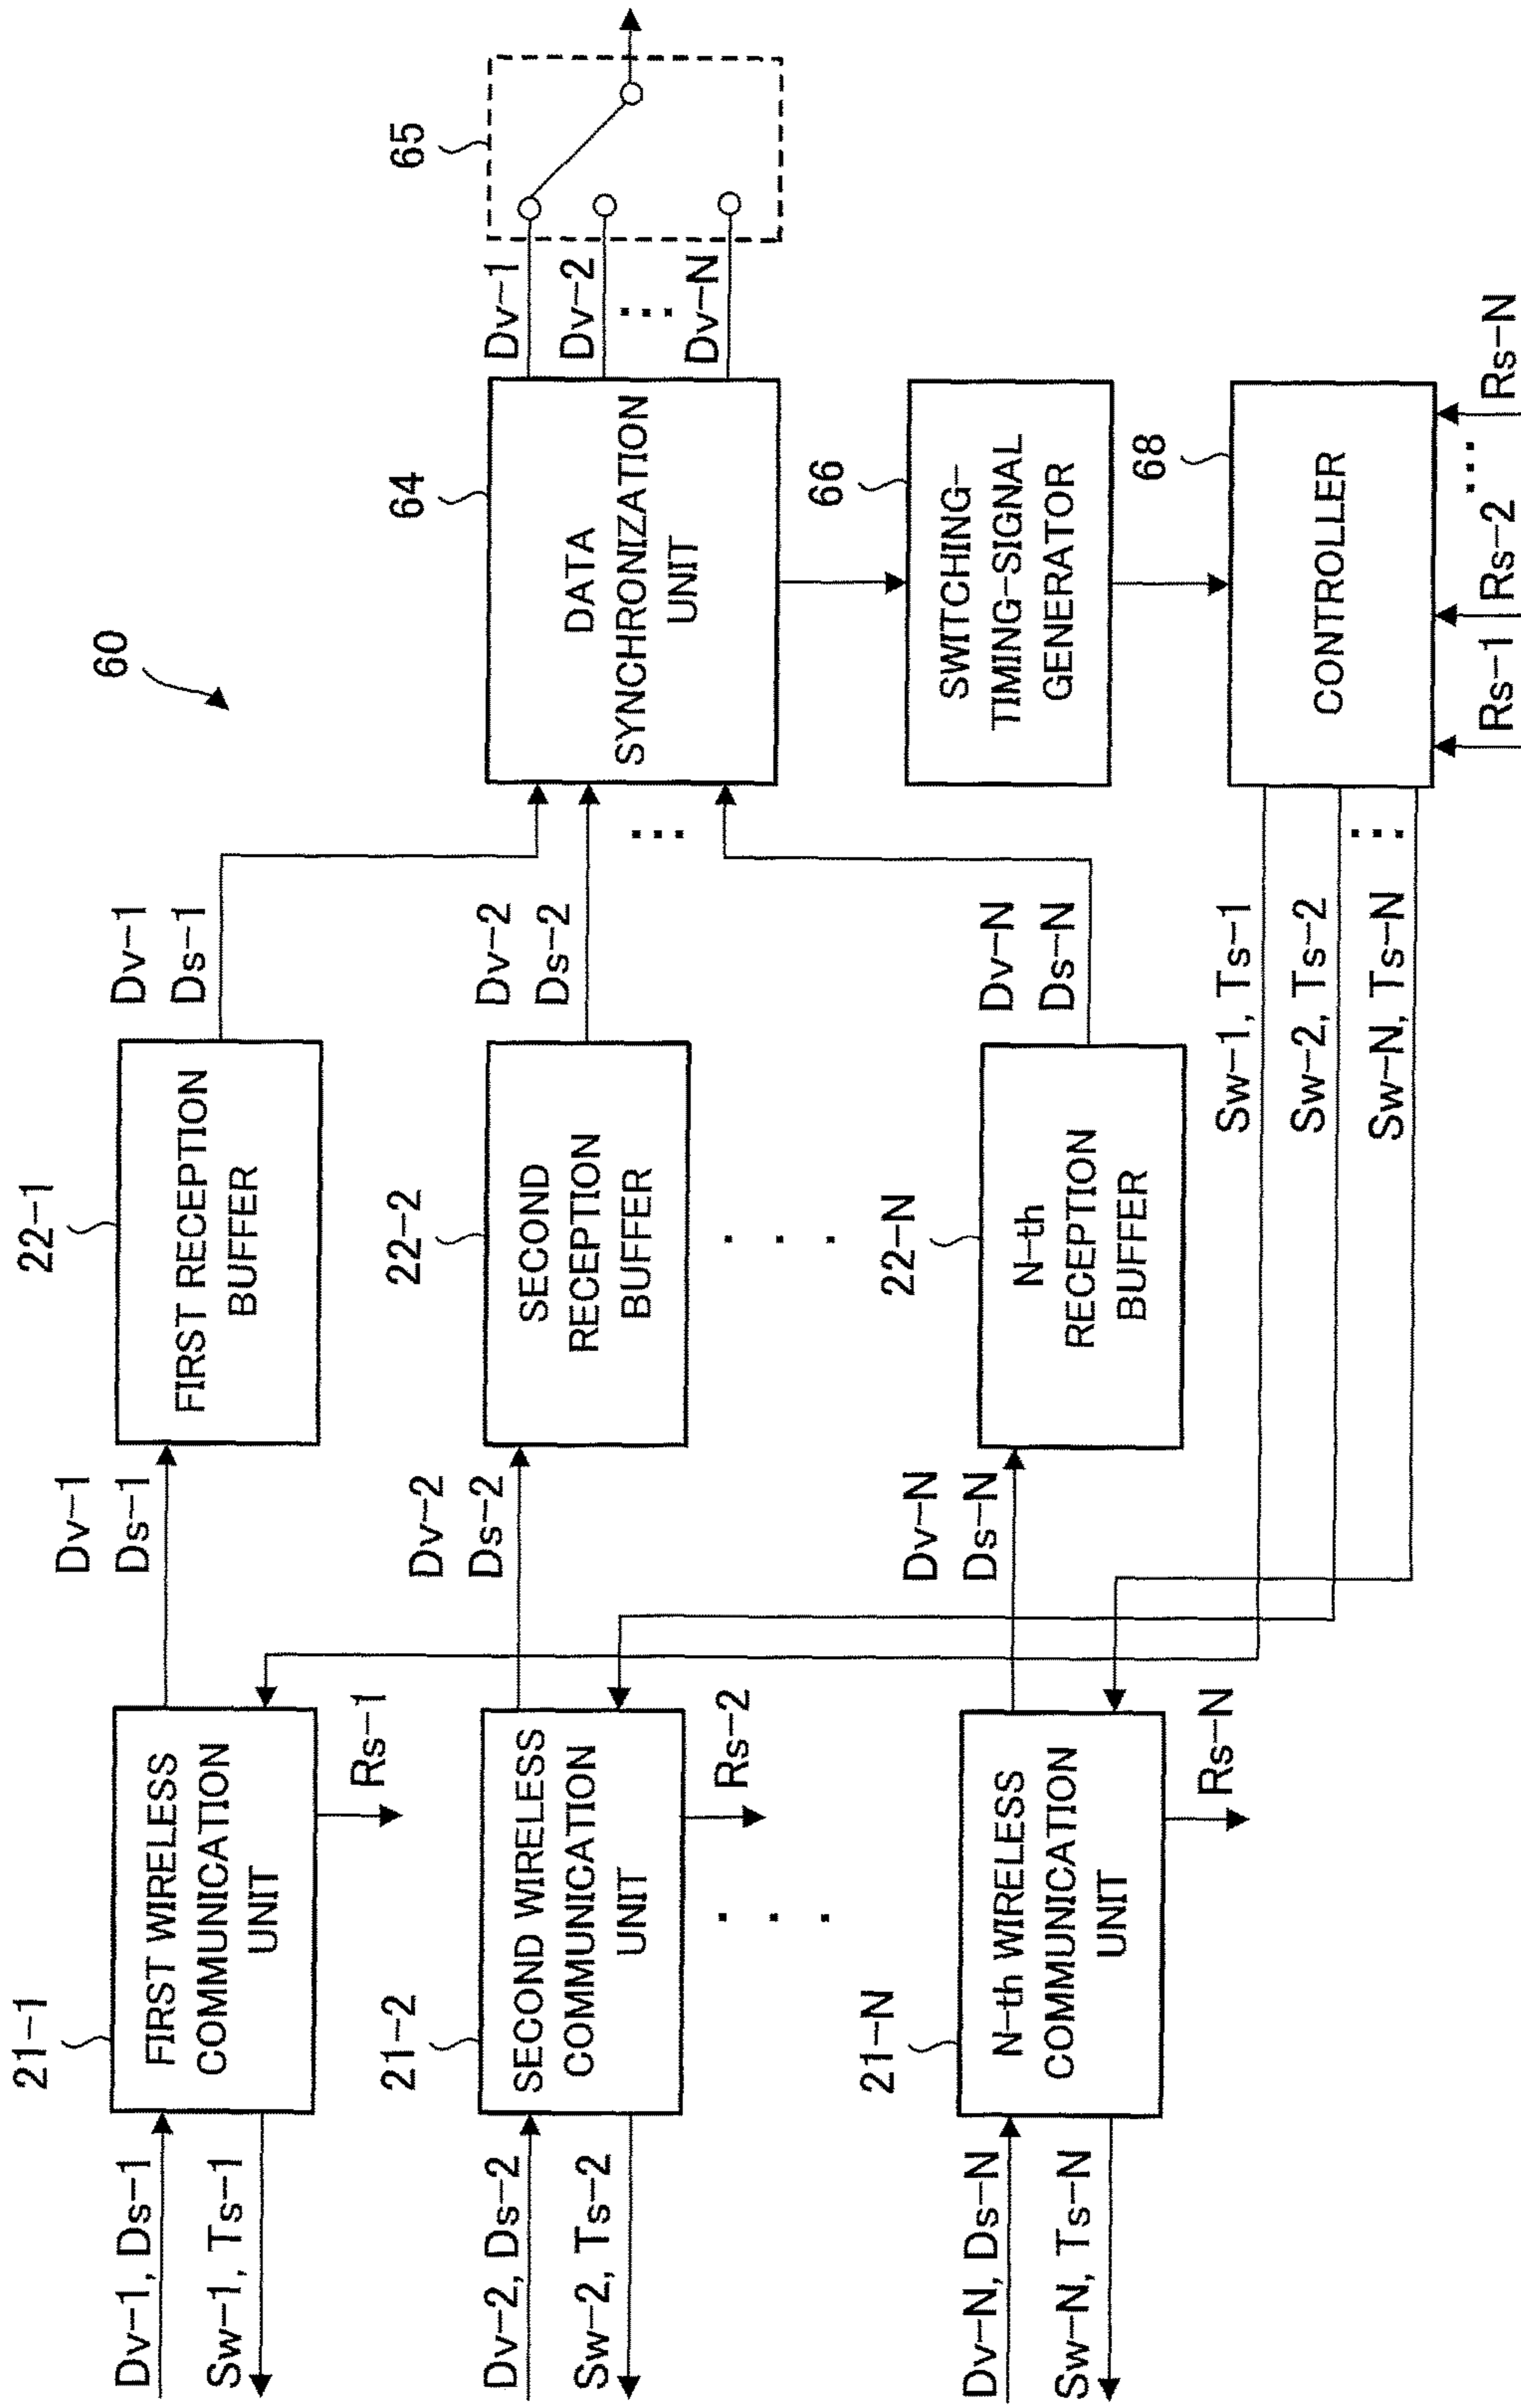 60
21-1
FIRST WIRELESS
COMMUNICATION
UNIT
Dv-1, Ds-1
Sw-1, Ts-1
Rs-1
Dv-1
Ds-1
22-1
FIRST RECEPTION
BUFFER
Dv-1
Ds-1
21-2
SECOND WIRELESS
COMMUNICATION
UNIT
Dv-2, Ds-2
Sw-2, Ts-2
Rs-2
Dv-2
Ds-2
22-2
SECOND
RECEPTION
BUFFER
Dv-2
Ds-2
21-N
N-th WIRELESS
COMMUNICATION
UNIT
Dv-N, Ds-N
Sw-N, Ts-N
Rs-N
Dv-N
Ds-N
22-N
N-th
RECEPTION
BUFFER
Dv-N
Ds-N
64
DATA
SYNCHRONIZATION
UNIT
Dv-1
Dv-2
Dv-N
65
66
SWITCHING-
TIMING-SIGNAL
GENERATOR
68
CONTROLLER
Sw-1, Ts-1
Sw-2, Ts-2
Sw-N, Ts-N
Rs-1
Rs-2
Rs-N